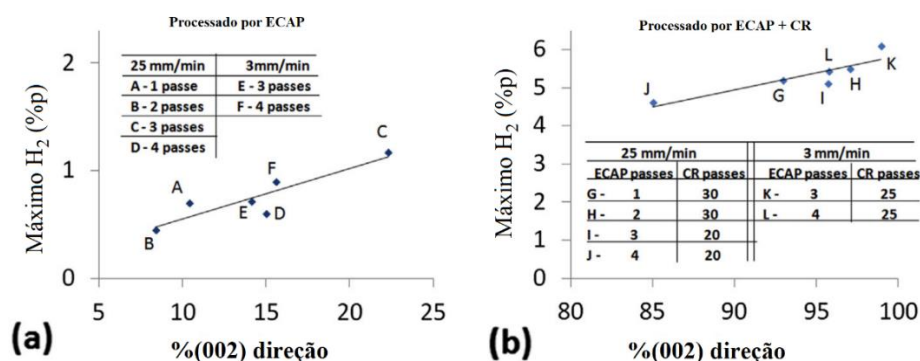 Processado por ECAP
2
1
0
Máximo H₂ (%p)
25 mm/min 3mm/min
A - 1 passe E - 3 passes
B - 2 passes F - 4 passes
C - 3 passes
D - 4 passes
A
B
C
D
E
F
5 10 15 20 25
(a)
%(002) direção
Processado por ECAP + CR
6
5
4
3
2
1
0
Máximo H₂ (%p)
J
G
L
I
H
K
25 mm/min 3 mm/min
ECAP passes CR passes ECAP passes CR passes
G - 1 30 K - 3 25
H - 2 30 L - 4 25
I - 3 20
J - 4 20
80 85 90 95 100
(b)
%(002) direção